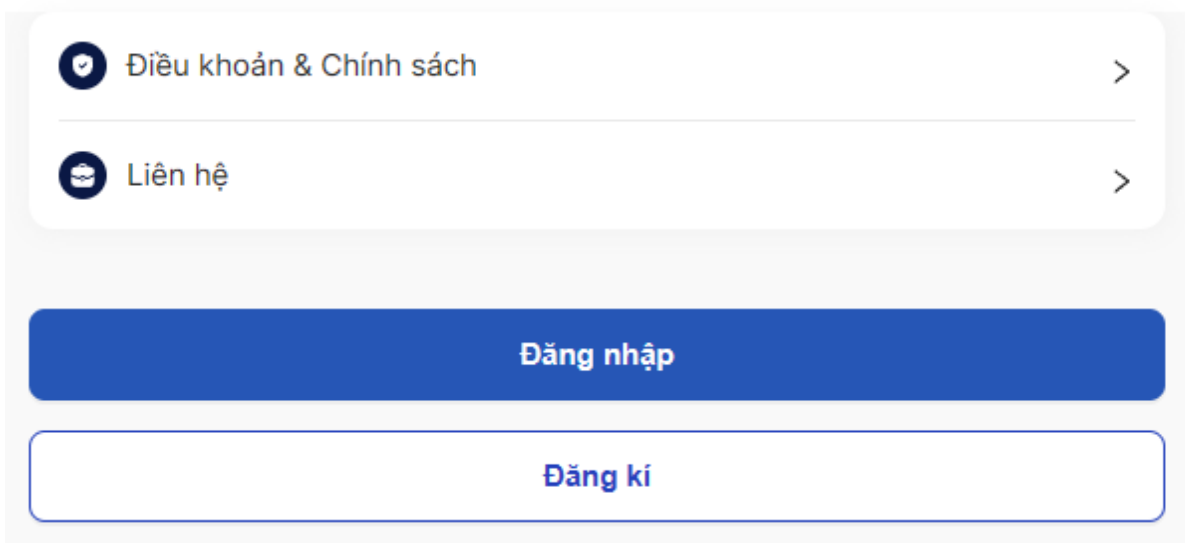 Điều khoản & Chính sách
Liên hệ
Đăng nhập
Đăng kí